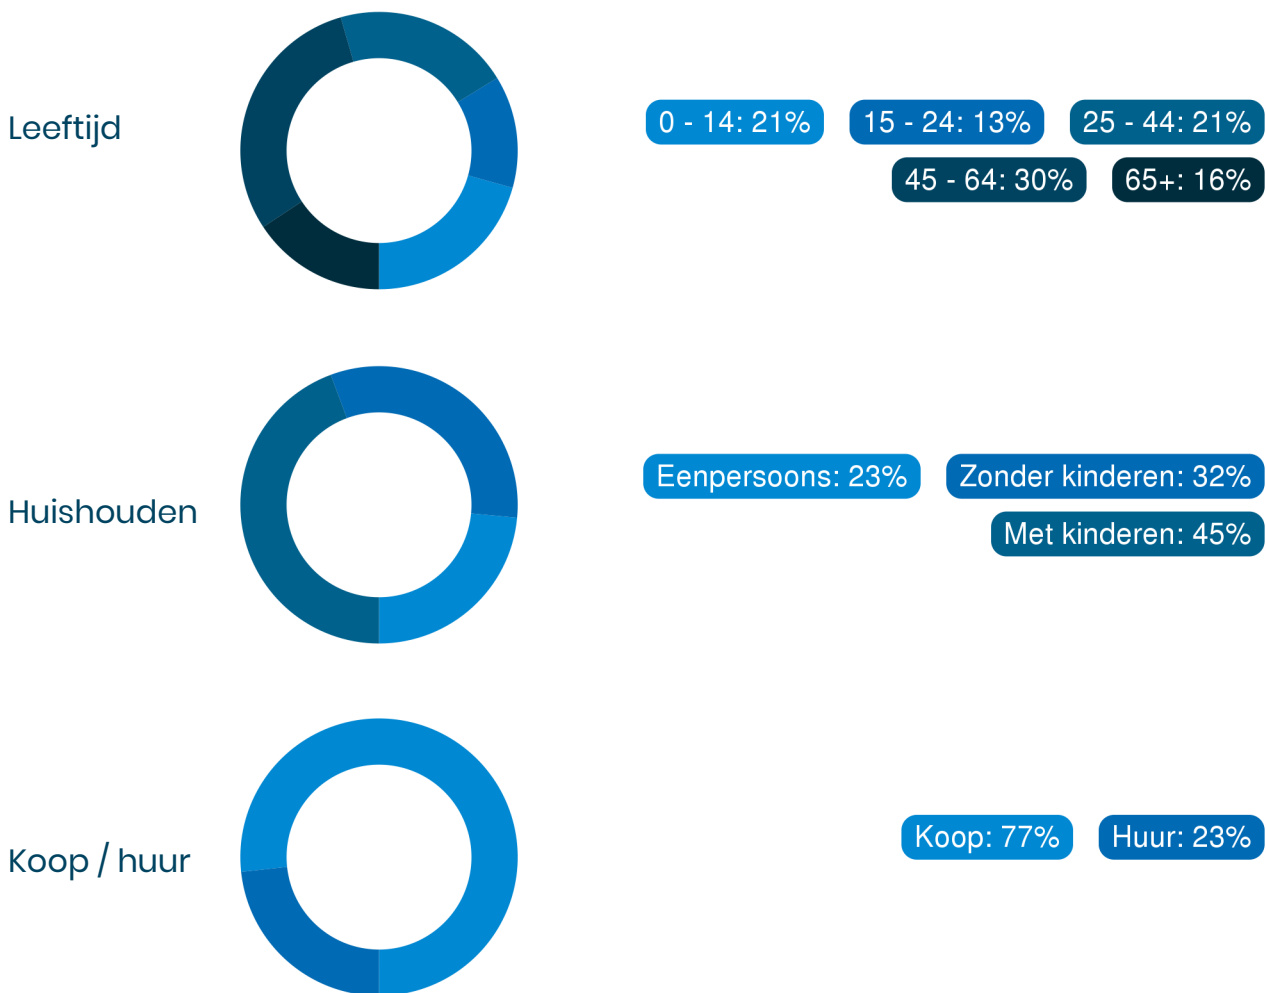 Leeftijd
0 - 14: 21% 15 - 24: 13% 25 - 44: 21%
45 - 64: 30% 65+: 16%
Huishouden
Eenpersoons: 23% Zonder kinderen: 32%
Met kinderen: 45%
Koop / huur
Koop: 77% Huur: 23%